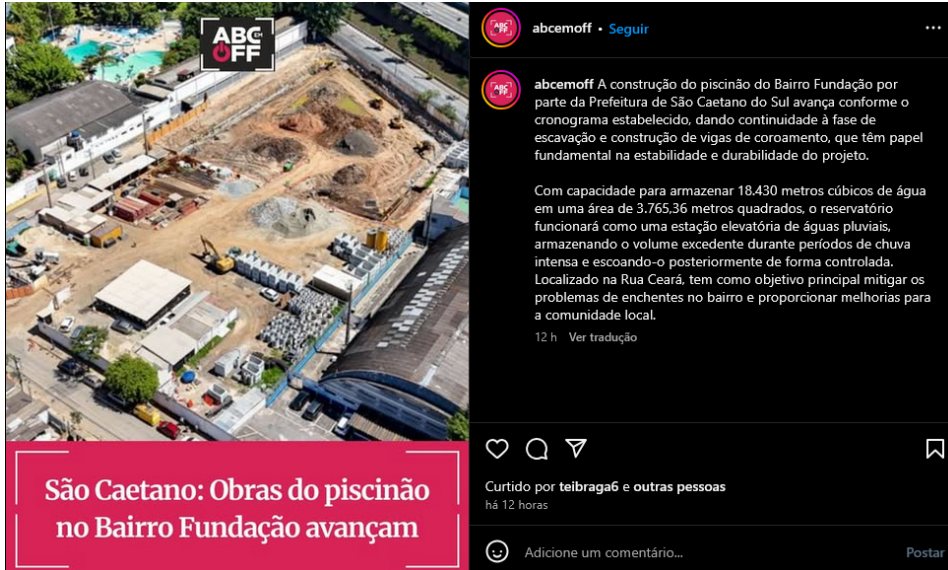 ABC
EM
OFF
São Caetano: Obras do piscinão
no Bairro Fundação avançam
abcemoff • Seguir
abcemoff A construção do piscinão do Bairro Fundação por
parte da Prefeitura de São Caetano do Sul avança conforme o
cronograma estabelecido, dando continuidade à fase de
escavação e construção de vigas de coroamento, que têm papel
fundamental na estabilidade e durabilidade do projeto.
Com capacidade para armazenar 18.430 metros cúbicos de água
em uma área de 3.765,36 metros quadrados, o reservatório
funcionará como uma estação elevatória de águas pluviais,
armazenando o volume excedente durante períodos de chuva
intensa e escoando-o posteriormente de forma controlada.
Localizado na Rua Ceará, tem como objetivo principal mitigar os
problemas de enchentes no bairro e proporcionar melhorias para
a comunidade local.
12 h Ver tradução
Curtido por teibraga6 e outras pessoas
há 12 horas
Adicione um comentário...
Postar